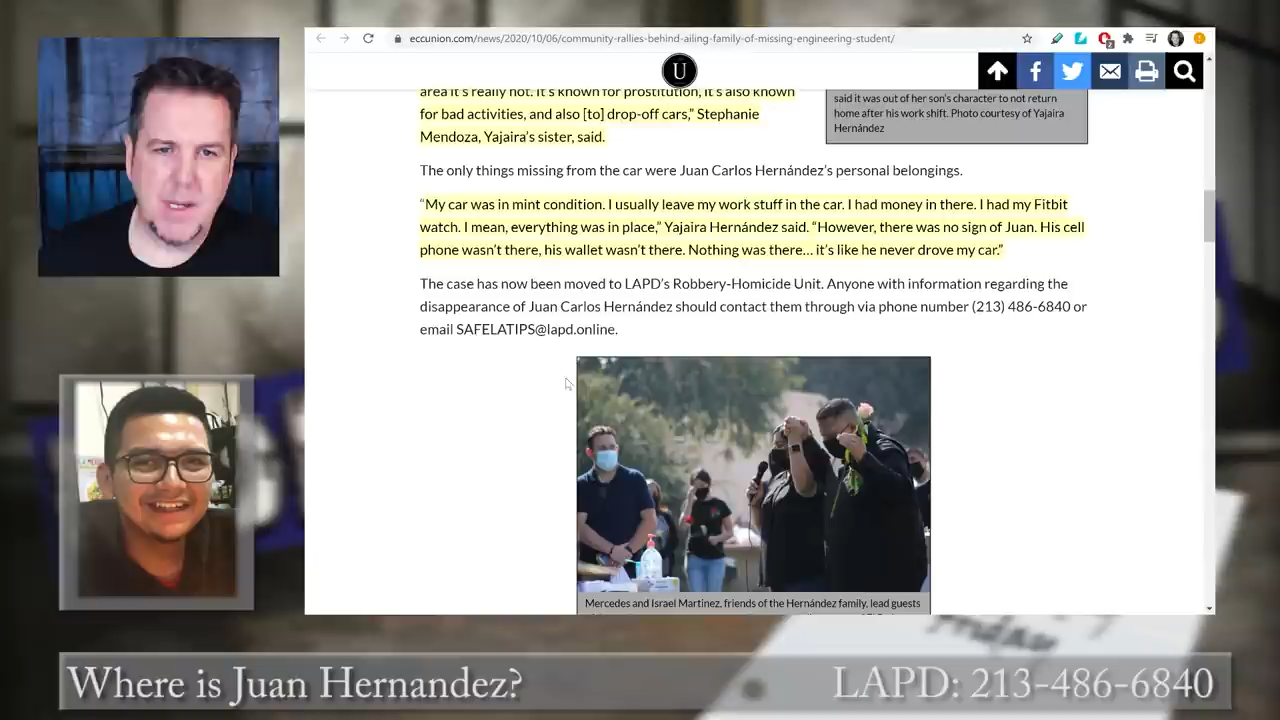 eccunion.com/news/2020/10/06/community-rallies-behind-ailing-family-of-missing-engineering-student/
U
area it's really not. It's known for prostitution, it's also known
for bad activities, and also [to] drop-off cars,” Stephanie
Mendoza, Yajaira's sister, said.
said it was out of her son's character to not return
home after his work shift. Photo courtesy of Yajaira
Hernández
The only things missing from the car were Juan Carlos Hernández's personal belongings.
“My car was in mint condition. I usually leave my work stuff in the car. I had money in there. I had my Fitbit
watch. I mean, everything was in place,” Yajaira Hernández said. “However, there was no sign of Juan. His cell
phone wasn't there, his wallet wasn't there. Nothing was there… it's like he never drove my car.”
The case has now been moved to LAPD's Robbery-Homicide Unit. Anyone with information regarding the
disappearance of Juan Carlos Hernández should contact them through via phone number (213) 486-6840 or
email SAFELATIPS@lapd.online.
Mercedes and Israel Martinez, friends of the Hernández family, lead guests
Friday
Where is Juan Hernandez?
LAPD: 213-486-6840